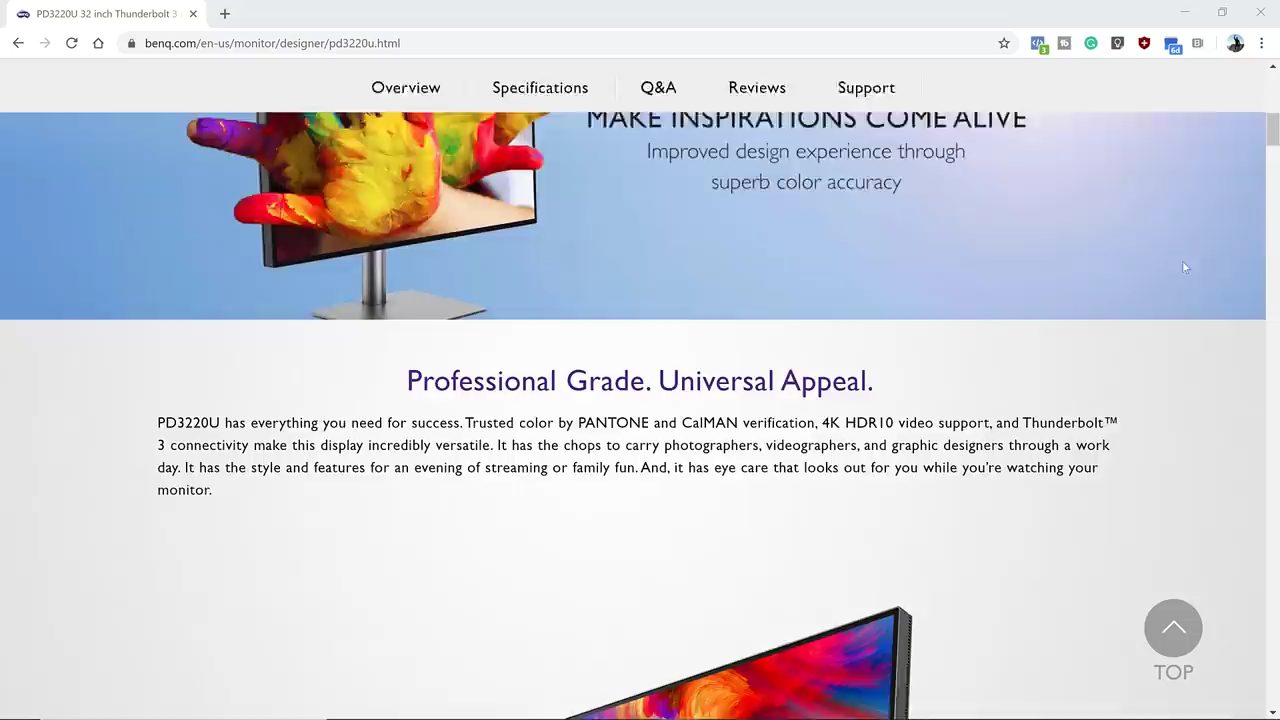 PD3220U 32 inch Thunderbolt 3
benq.com/en-us/monitor/designer/pd3220u.html
3
6d
Overview
Specifications
Q&A
Reviews
Support
MAKE INSPIRATIONS COME ALIVE
Improved design experience through
superb color accuracy
Professional Grade. Universal Appeal.
PD3220U has everything you need for success. Trusted color by PANTONE and CalMAN verification, 4K HDR10 video support, and Thunderbolt™
3 connectivity make this display incredibly versatile. It has the chops to carry photographers, videographers, and graphic designers through a work
day. It has the style and features for an evening of streaming or family fun. And, it has eye care that looks out for you while you’re watching your
monitor.
TOP